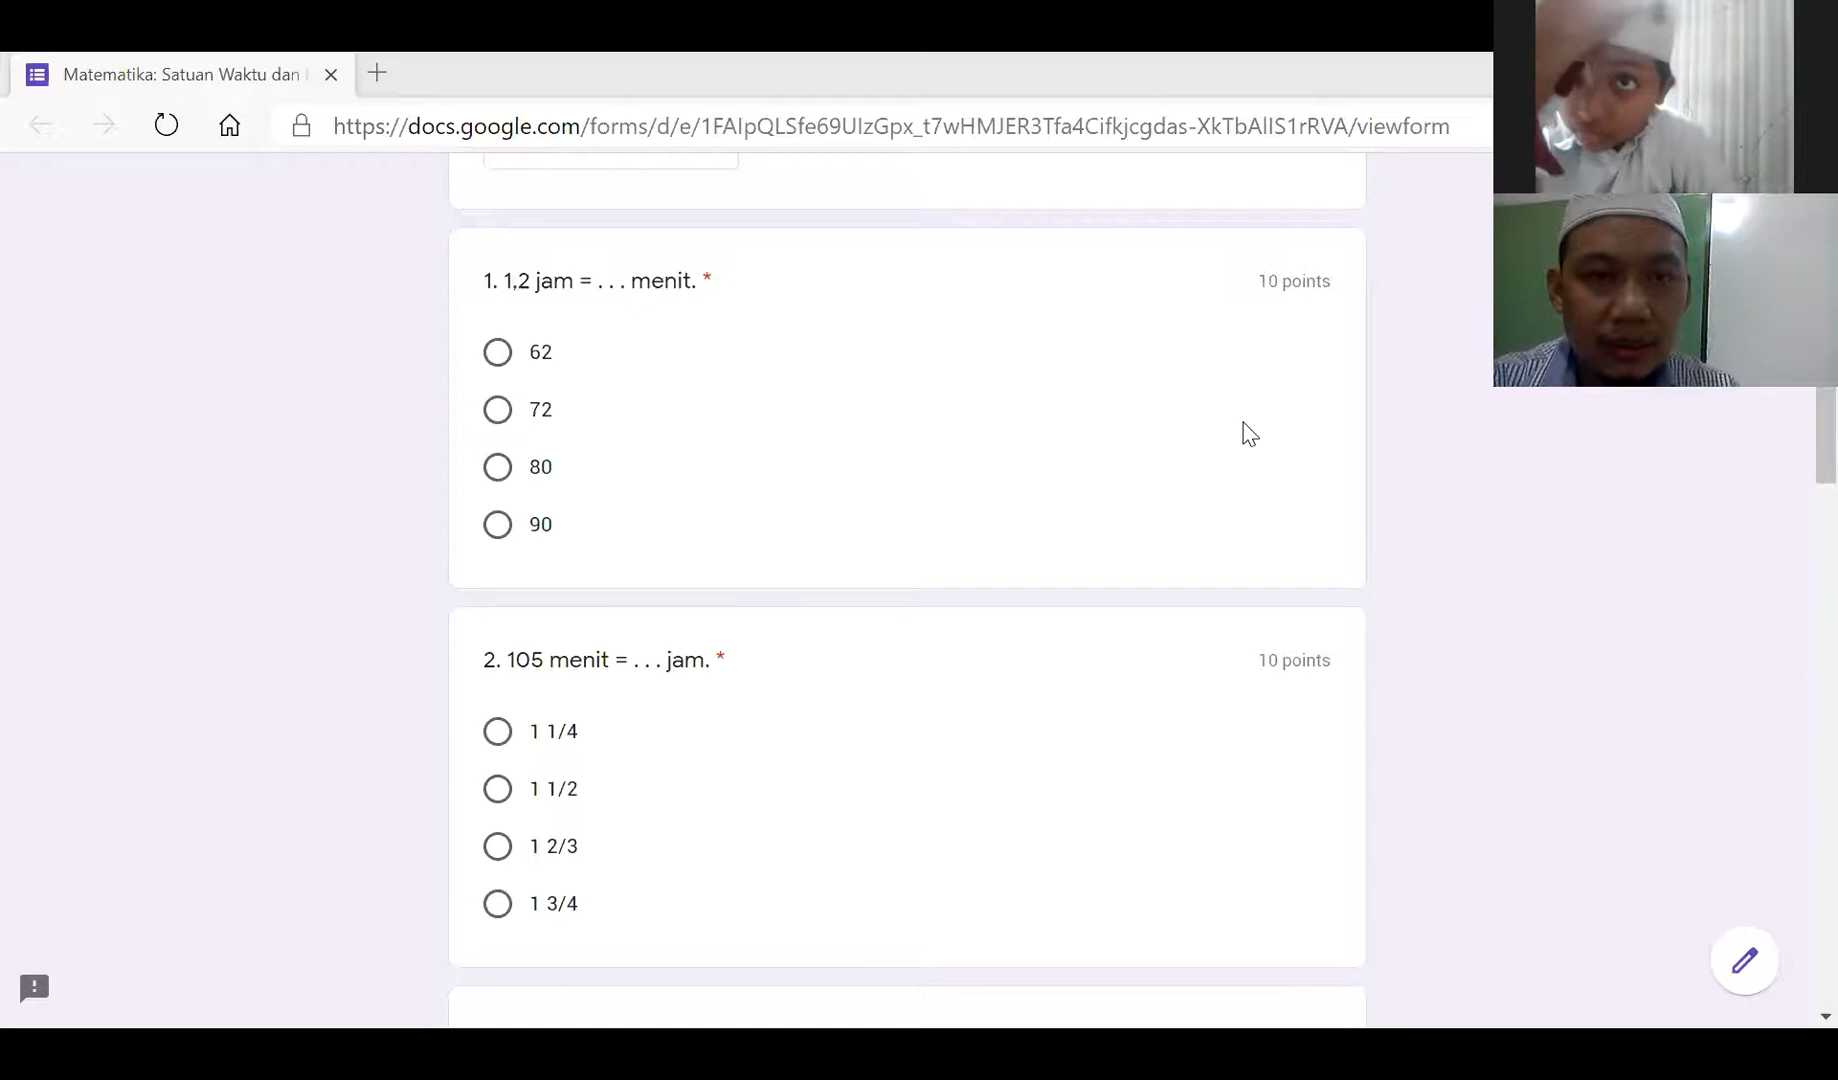 Matematika: Satuan Waktu dan
https://docs.google.com/forms/d/e/1FAIpQLSfe69UIzGpx_t7wHMJER3Tfa4Cifkjcgdas-XkTbAlIS1rRVA/viewform
1. 1,2 jam = . . . menit. *
10 points
62
72
80
90
2. 105 menit = . . . jam. *
10 points
1 1/4
1 1/2
1 2/3
1 3/4